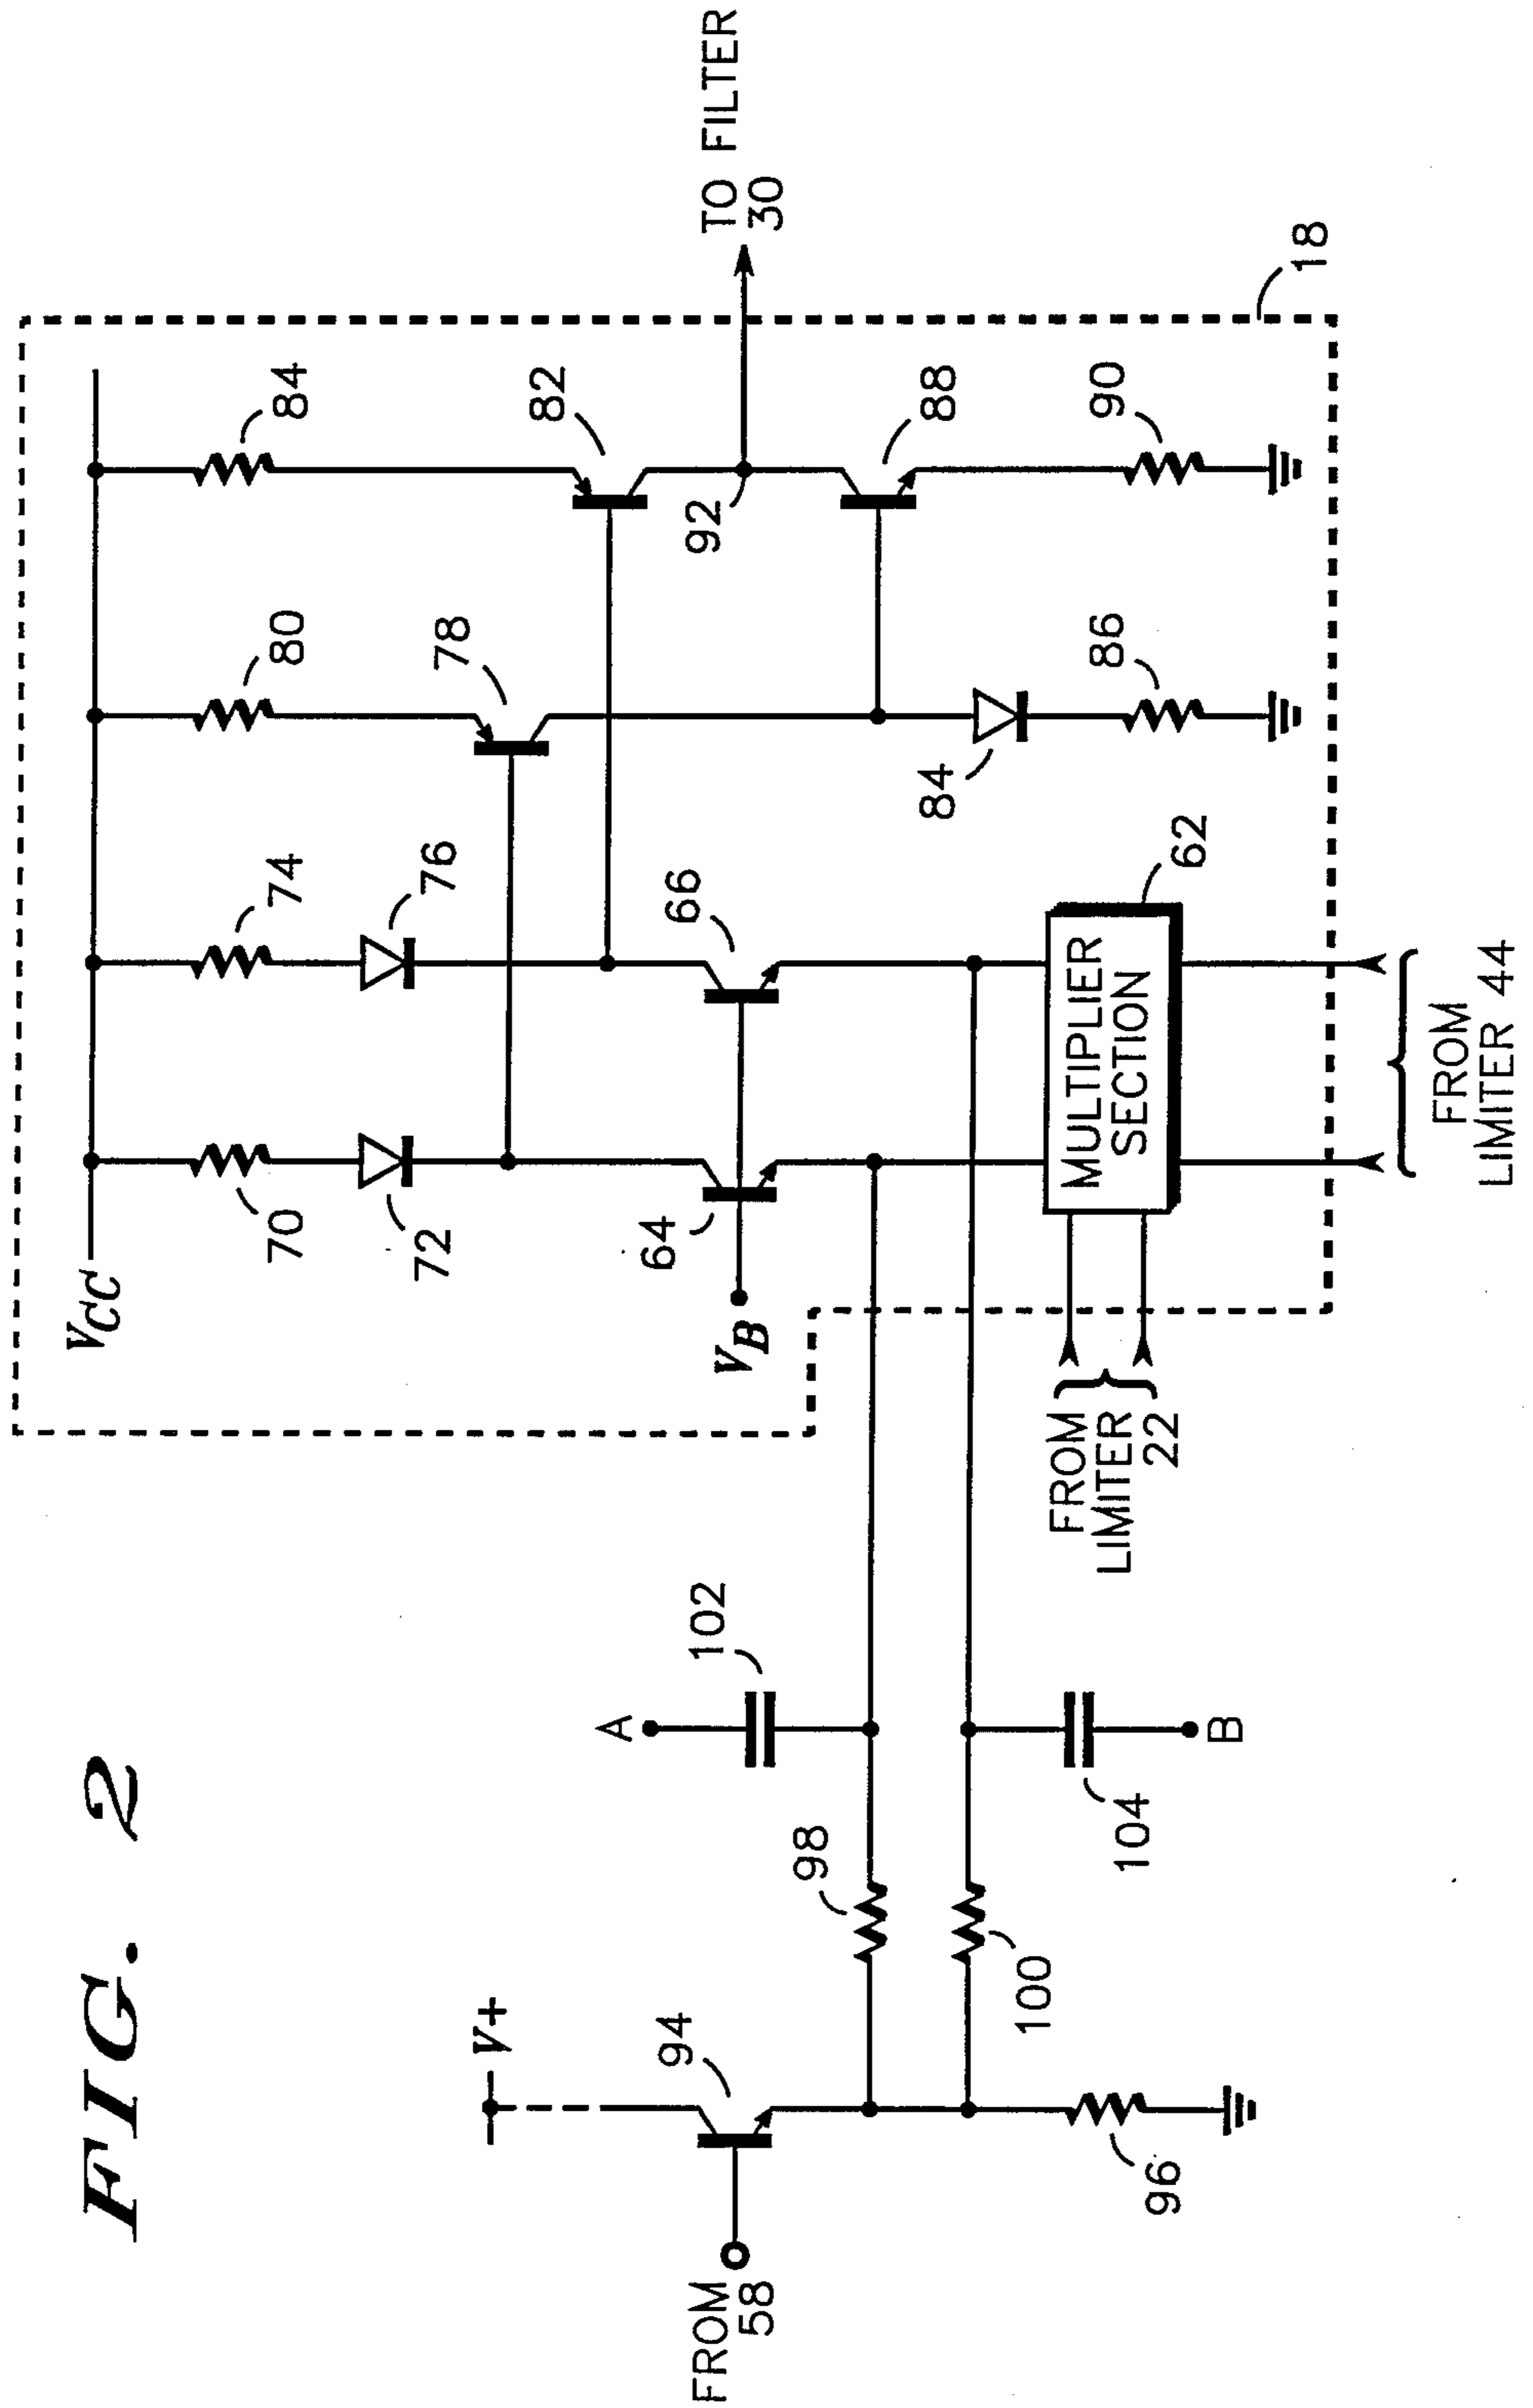 FIG. 2
VCC
70
72
74
76
80
78
84
82
92
TO FILTER
30
88
90
84
86
18
64
66
VB
MULTIPLIER
SECTION
62
FROM
LIMITER
22
FROM
LIMITER 44
A
102
98
100
104
B
V+
94
96
FROM
58